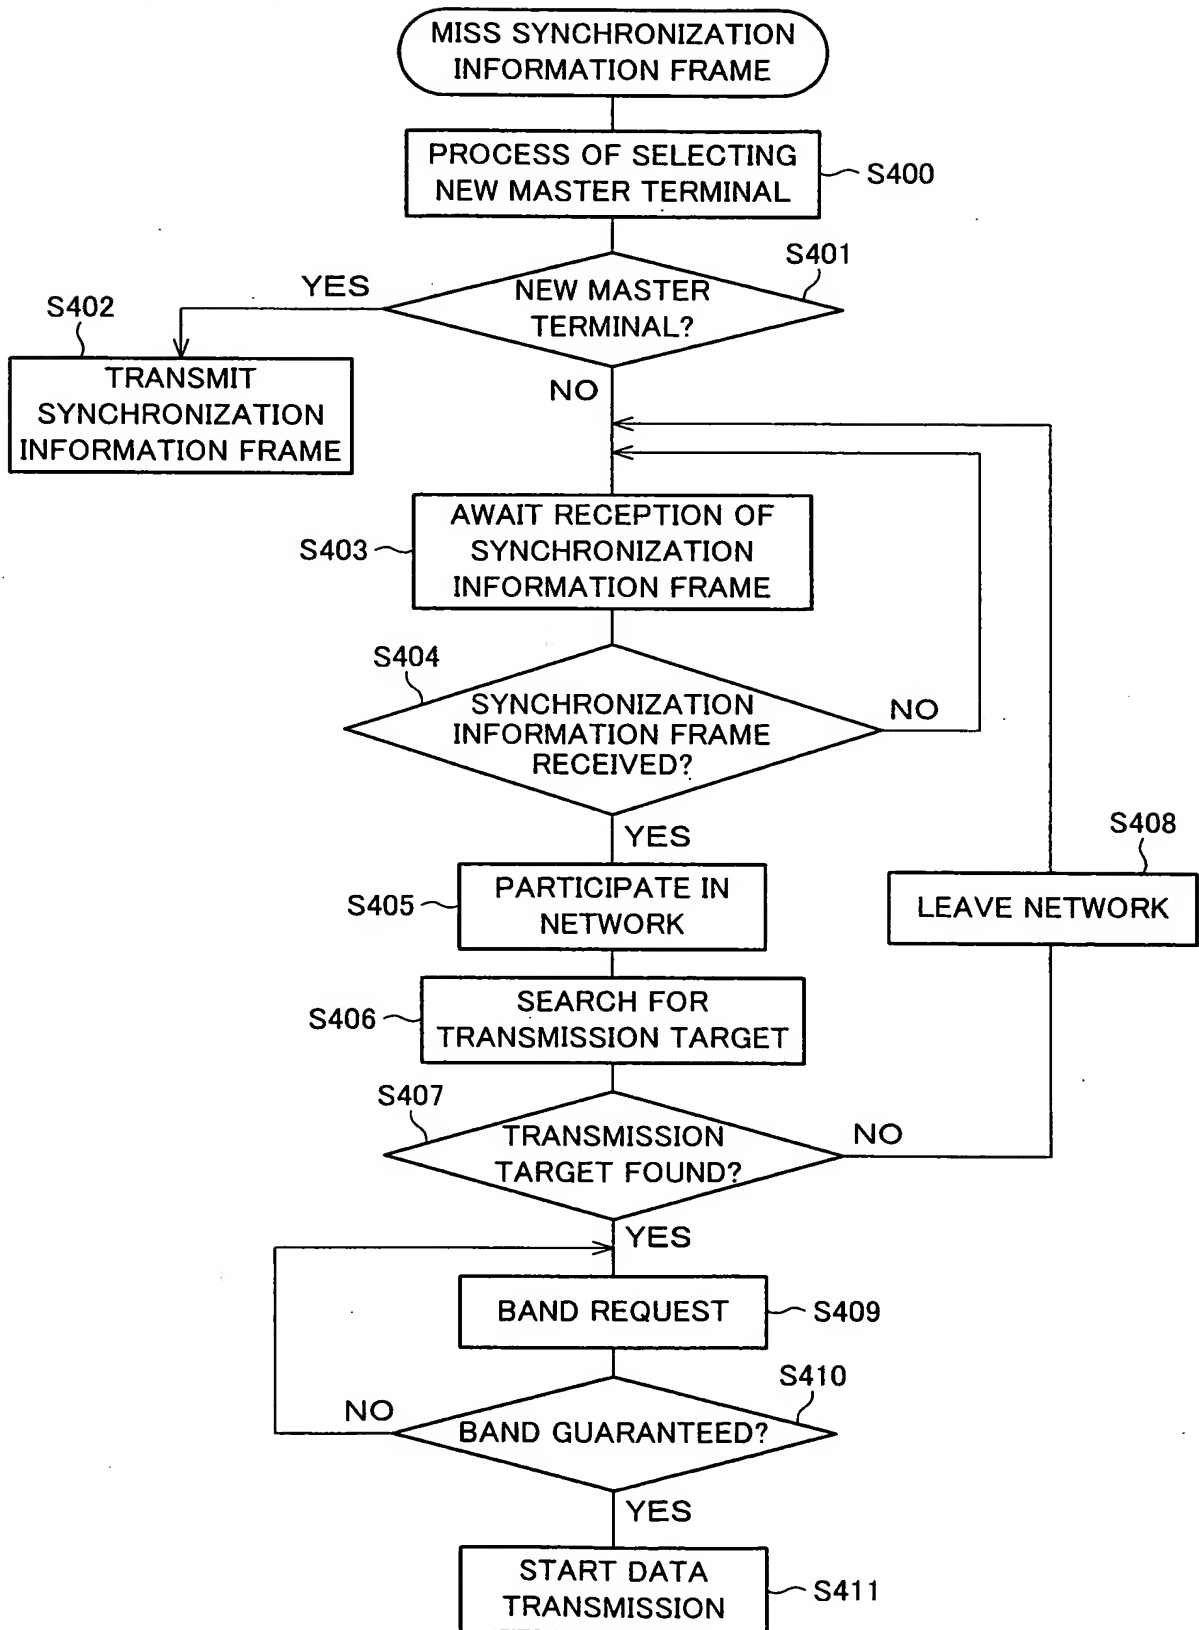 MISS SYNCHRONIZATION
INFORMATION FRAME
PROCESS OF SELECTING
NEW MASTER TERMINAL
S400
S401
NEW MASTER
TERMINAL?
YES
S402
TRANSMIT
SYNCHRONIZATION
INFORMATION FRAME
NO
S403
AWAIT RECEPTION OF
SYNCHRONIZATION
INFORMATION FRAME
S404
SYNCHRONIZATION
INFORMATION FRAME
RECEIVED?
NO
YES
S408
LEAVE NETWORK
S405
PARTICIPATE IN
NETWORK
S406
SEARCH FOR
TRANSMISSION TARGET
S407
TRANSMISSION
TARGET FOUND?
NO
YES
BAND REQUEST
S409
S410
NO
BAND GUARANTEED?
YES
START DATA
TRANSMISSION
S411